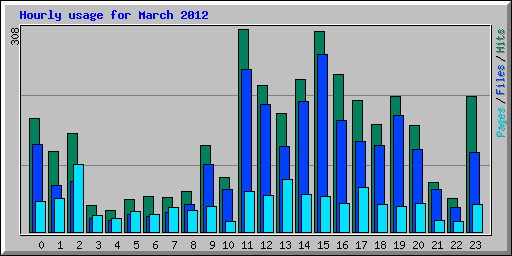 Hourly usage for March 2012
308
Pages/Files/Hits
0 1 2 3 4 5 6 7 8 9 10 11 12 13 14 15 16 17 18 19 20 21 22 23